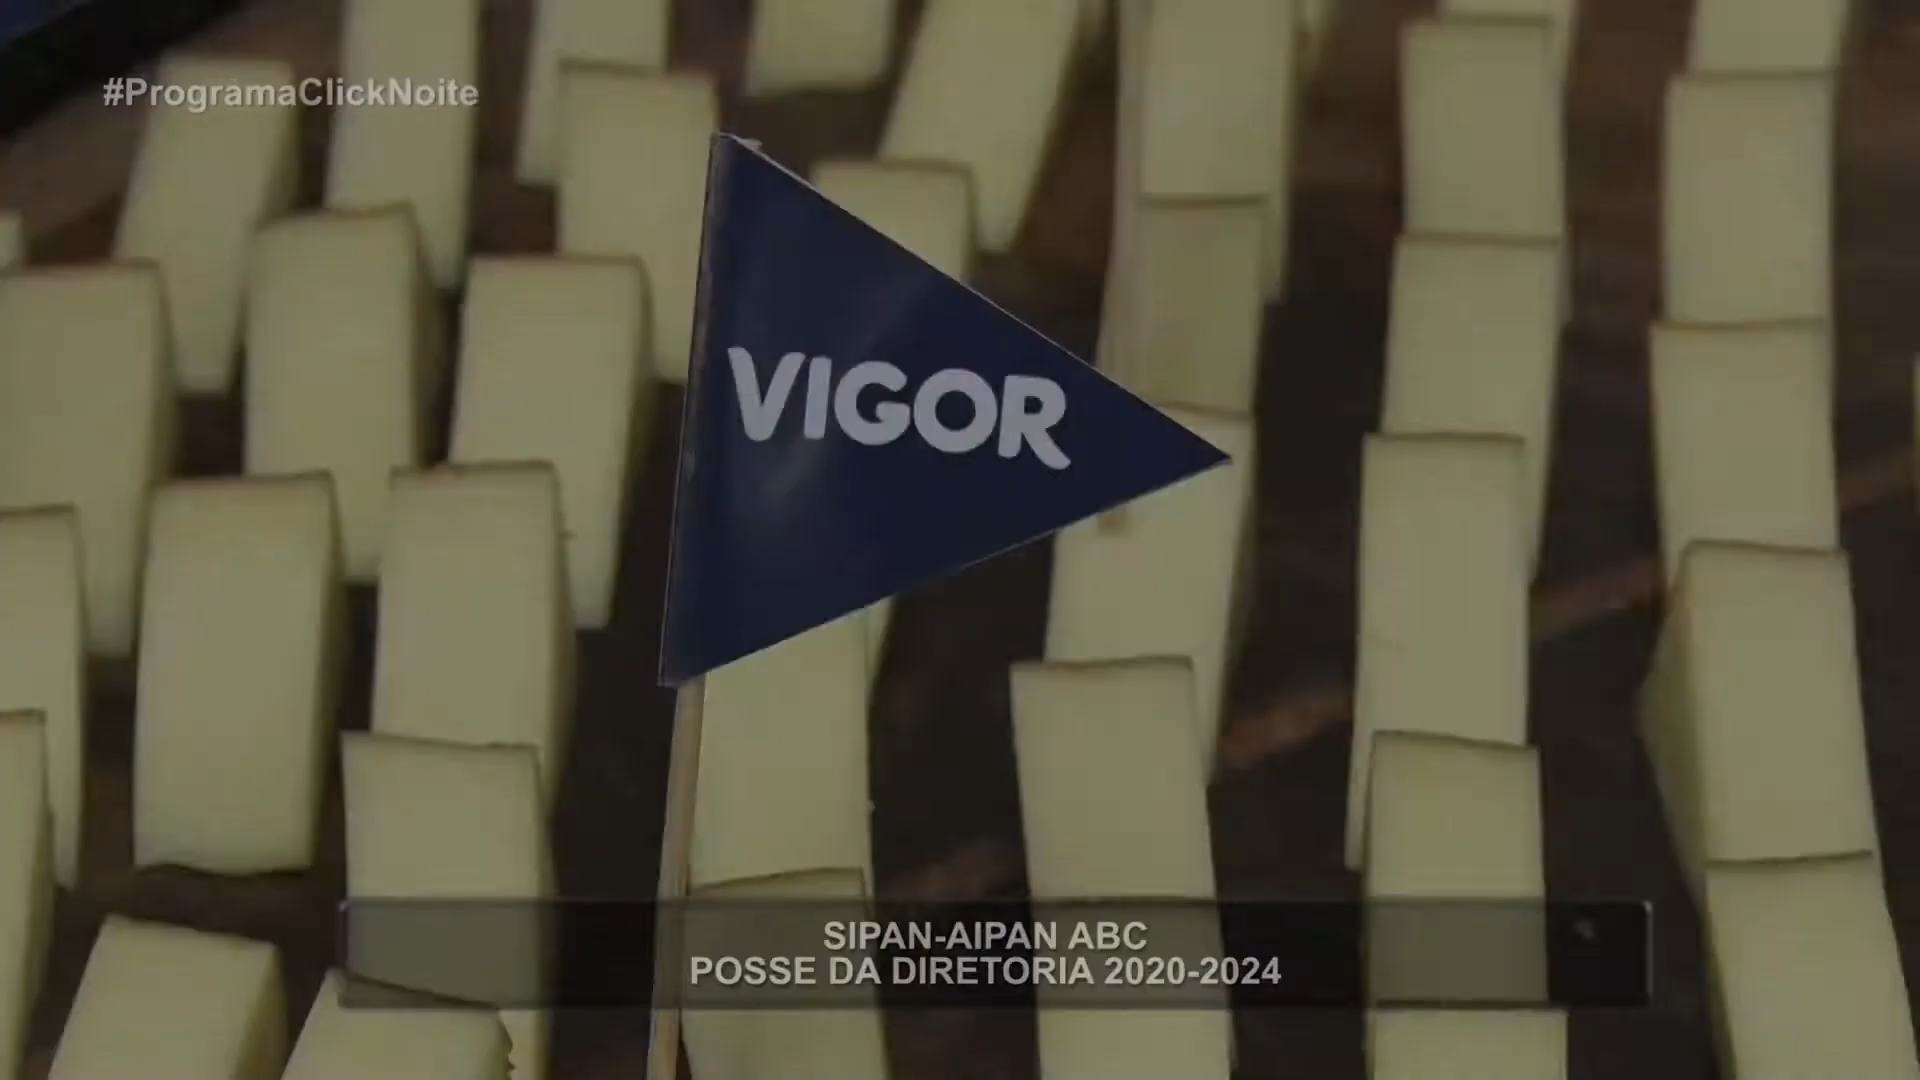 #ProgramaClickNoite
VIGOR
SIPAN-AIPAN ABC
POSSE DA DIRETORIA 2020-2024